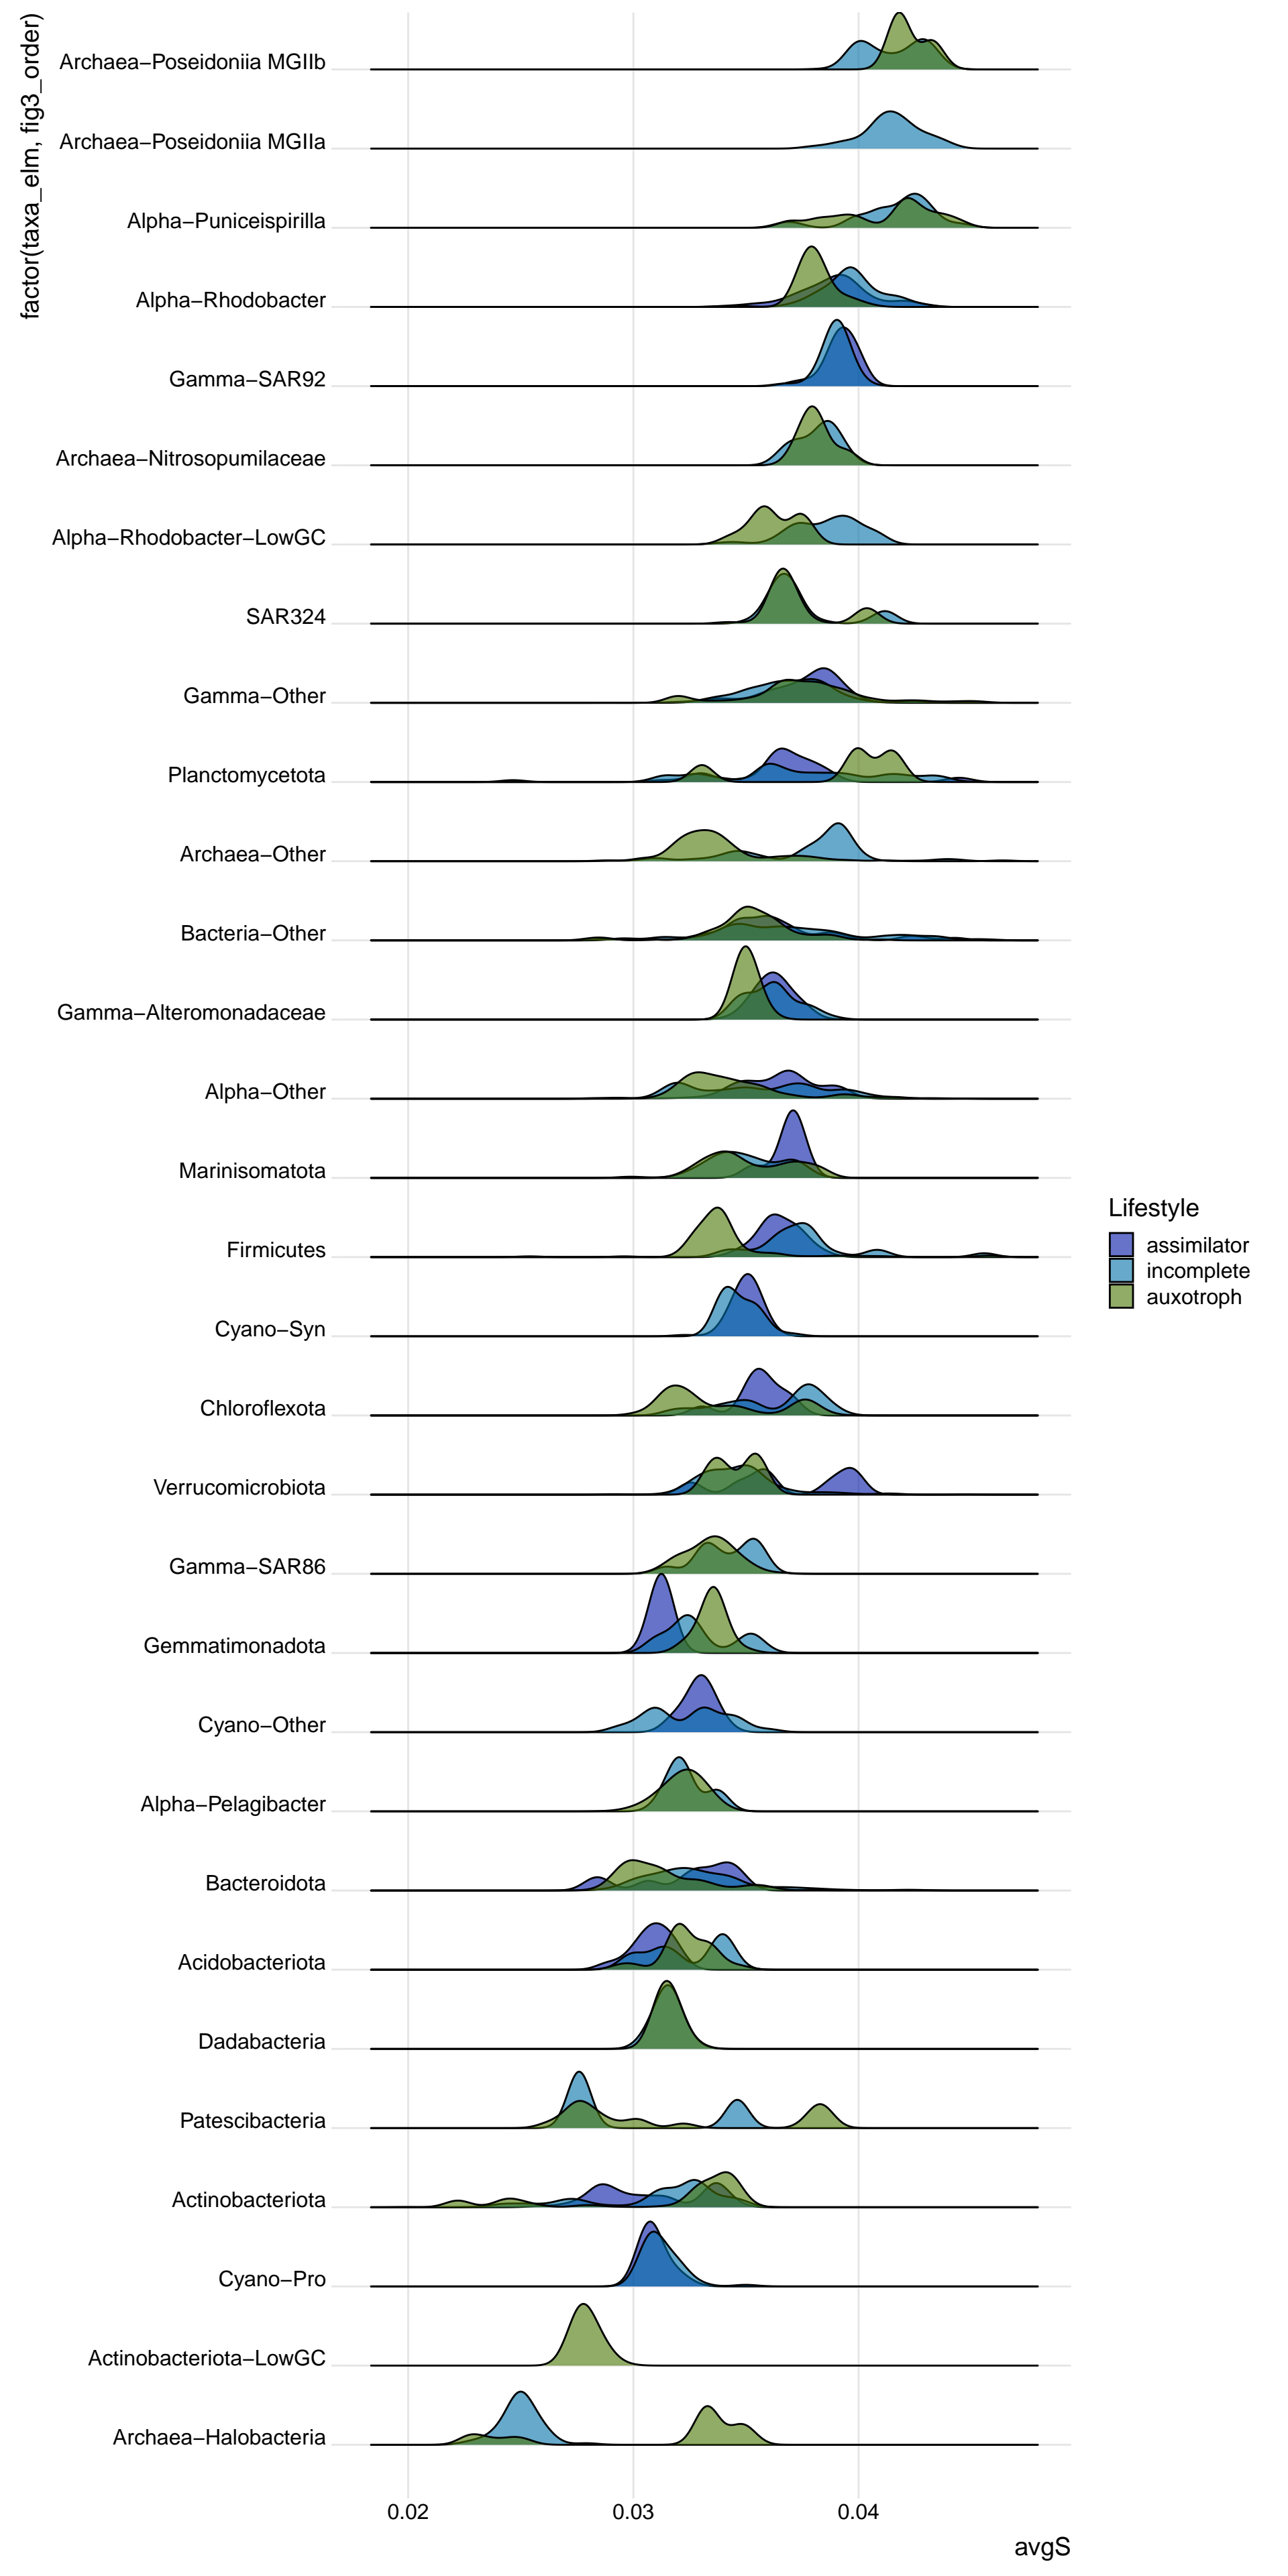 factor(taxa_elm, fig3_order)
Archaea−Poseidoniia MGIIb
Archaea−Poseidoniia MGIIa
Alpha−Puniceispirilla
Alpha−Rhodobacter
Gamma−SAR92
Archaea−Nitrosopumilaceae
Alpha−Rhodobacter−LowGC
SAR324
Gamma−Other
Planctomycetota
Archaea−Other
Bacteria−Other
Gamma−Alteromonadaceae
Alpha−Other
Marinisomatota
Firmicutes
Cyano−Syn
Chloroflexota
Verrucomicrobiota
Gamma−SAR86
Gemmatimonadota
Cyano−Other
Alpha−Pelagibacter
Bacteroidota
Acidobacteriota
Dadabacteria
Patescibacteria
Actinobacteriota
Cyano−Pro
Actinobacteriota−LowGC
Archaea−Halobacteria
0.02 0.03 0.04
avgS
Lifestyle
assimilator
incomplete
auxotroph